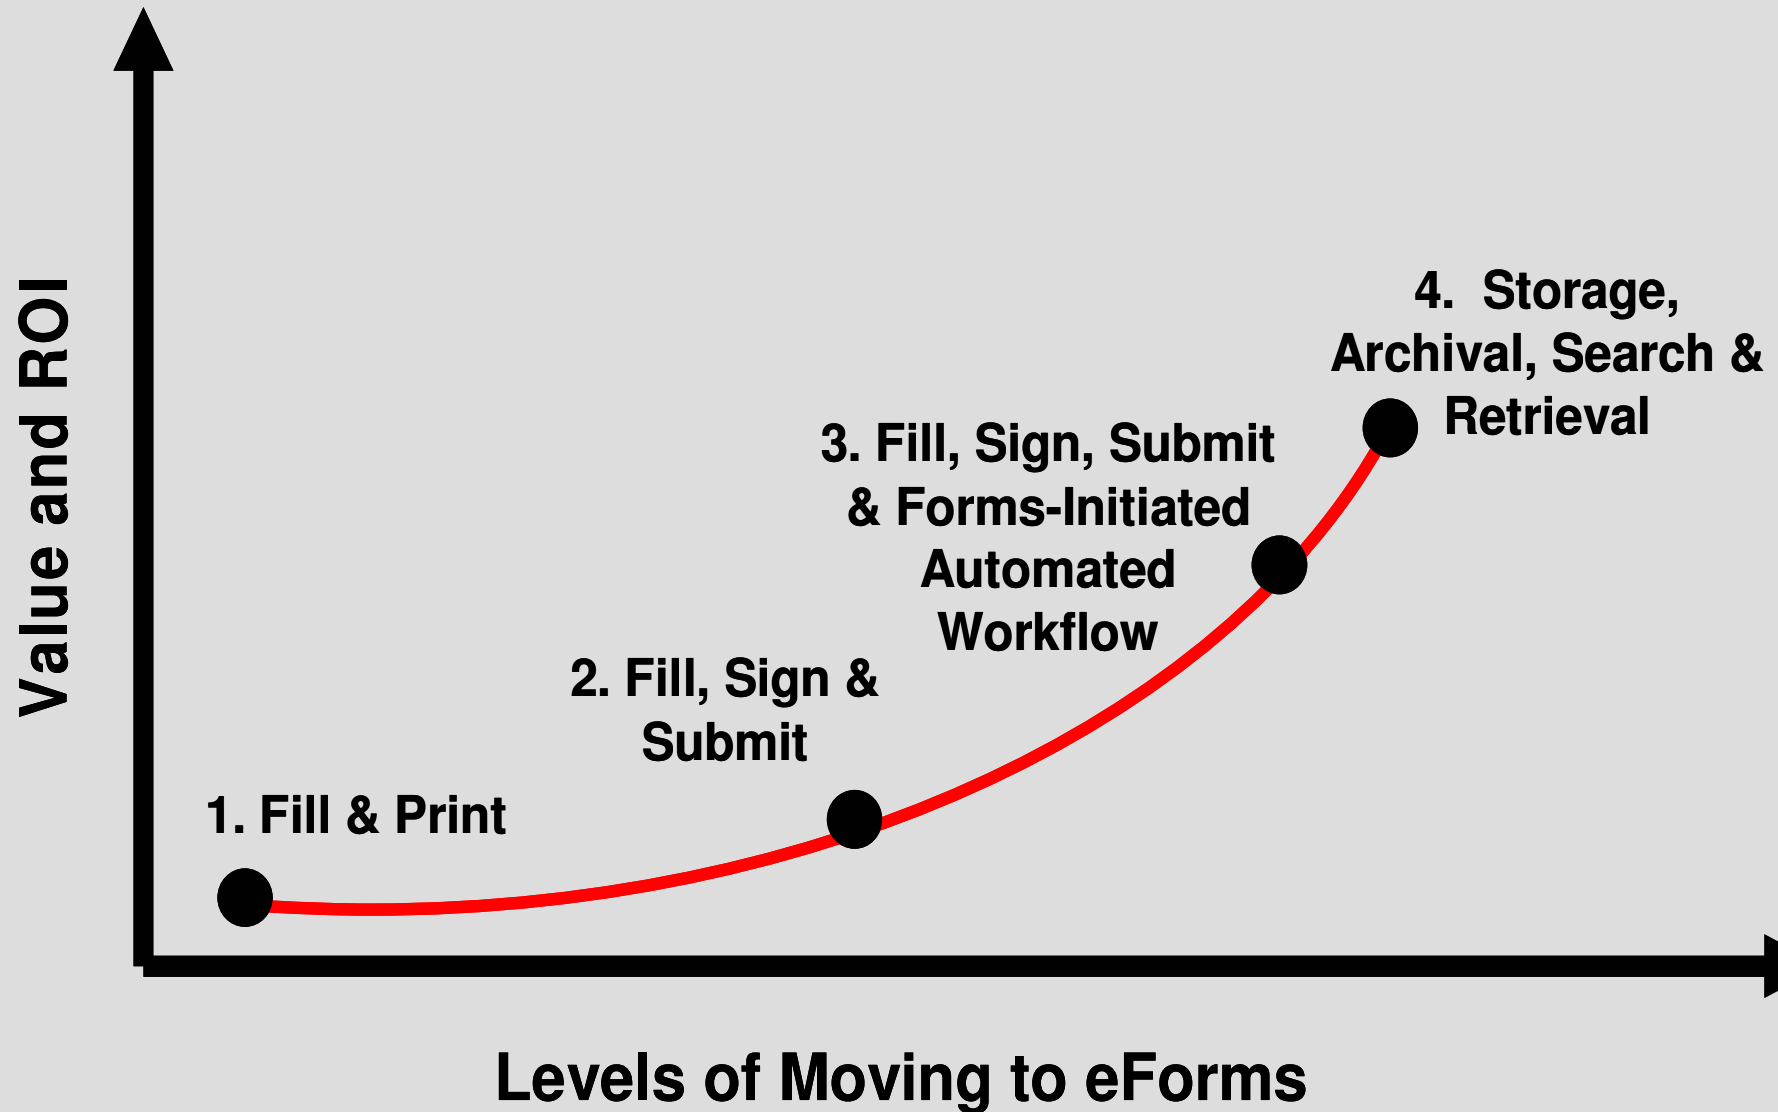 Value and ROI
4. Storage,
Archival, Search &
Retrieval
3. Fill, Sign, Submit
& Forms-Initiated
Automated
Workflow
2. Fill, Sign &
Submit
1. Fill & Print
Levels of Moving to eForms